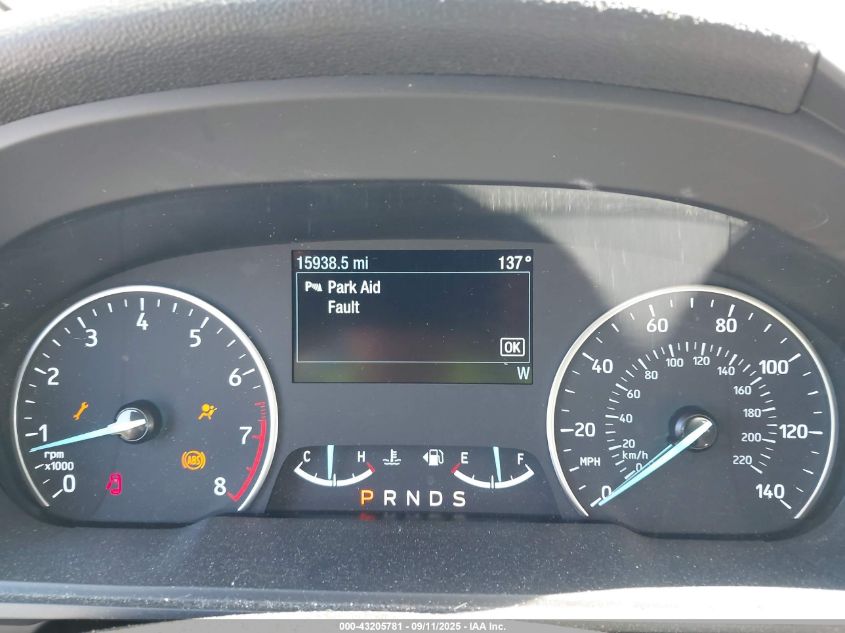 15938.5 mi 137°
P Park Aid
Fault
OK
W
0 1 2 3 4 5 6 7 8
rpm
x1000
ABS
C H E F
P R N D S
0 20 40 60 80 100 120 140
MPH
0 20 40 60 80 100 120 140 160 180 200 220
km/h
000-43205781 - 09/11/2025 - IAA Inc.